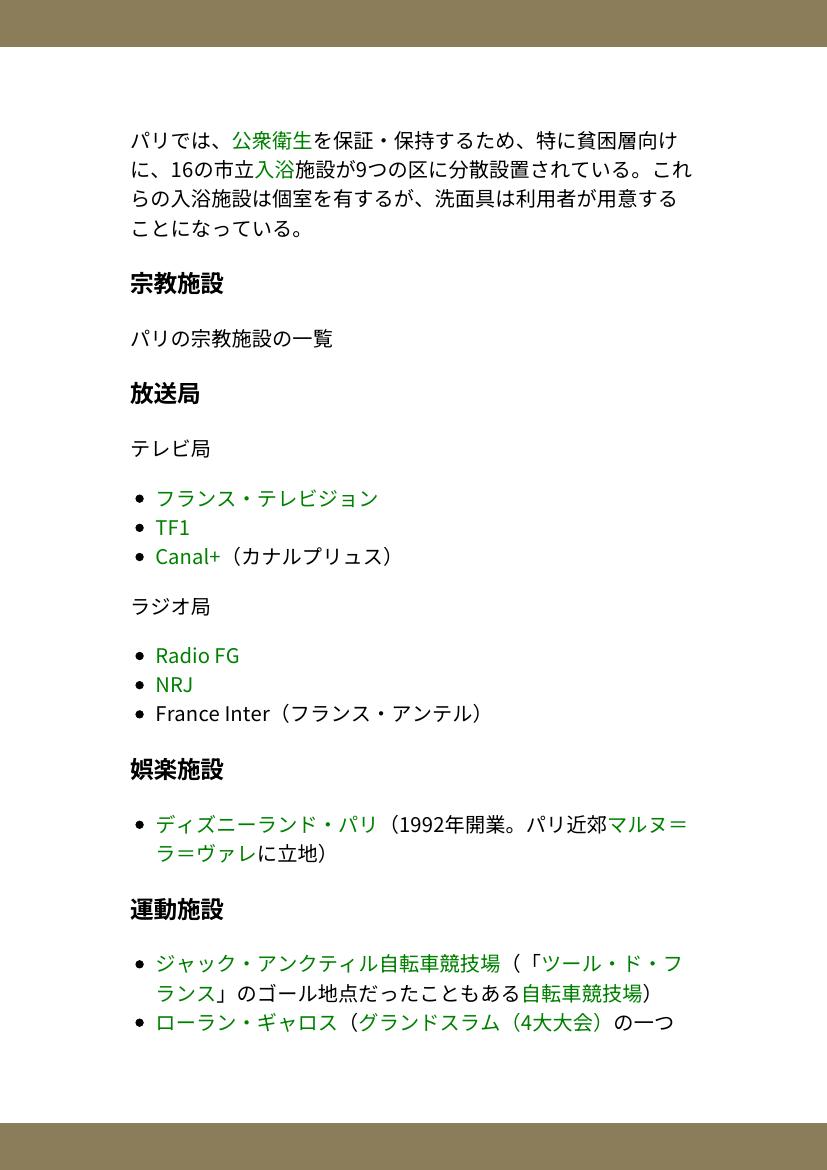 パリでは、公衆衛生を保証・保持するため、特に貧困層向け
に、16の市立入浴施設が9つの区に分散設置されている。これ
らの入浴施設は個室を有するが、洗面具は利用者が用意する
ことになっている。
宗教施設
パリの宗教施設の一覧
放送局
テレビ局
• フランス・テレビジョン
• TF1
• Canal+（カナルプリュス）
ラジオ局
• Radio FG
• NRJ
• France Inter（フランス・アンテル）
娯楽施設
• ディズニーランド・パリ（1992年開業。パリ近郊マルヌ＝
ラ＝ヴァレに立地）
運動施設
• ジャック・アンクティル自転車競技場（「ツール・ド・フ
ランス」のゴール地点だったこともある自転車競技場）
• ローラン・ギャロス（グランドスラム（4大大会）の一つ